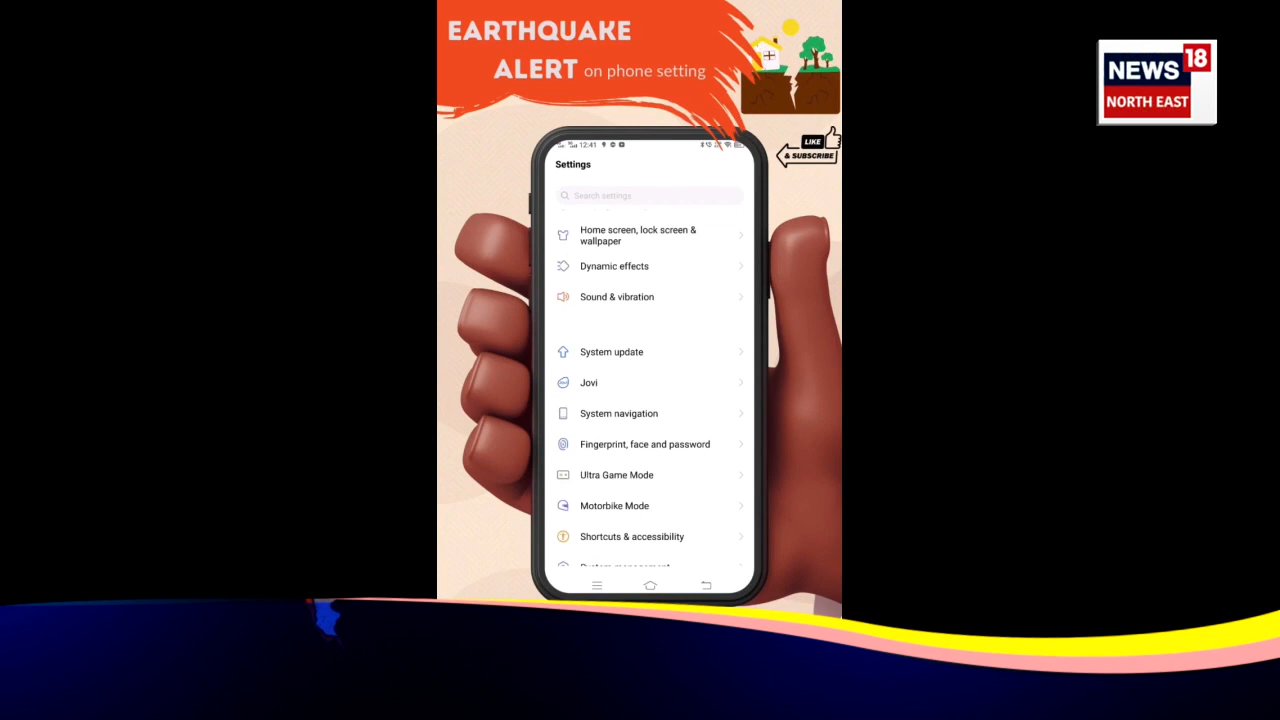 EARTHQUAKE
ALERT on phone setting
18
NEWS
NORTH EAST
LIKE
& SUBSCRIBE
12:41
Settings
Search settings
Home screen, lock screen &
wallpaper
Dynamic effects
Sound & vibration
System update
Jovi
System navigation
Fingerprint, face and password
Ultra Game Mode
Motorbike Mode
Shortcuts & accessibility